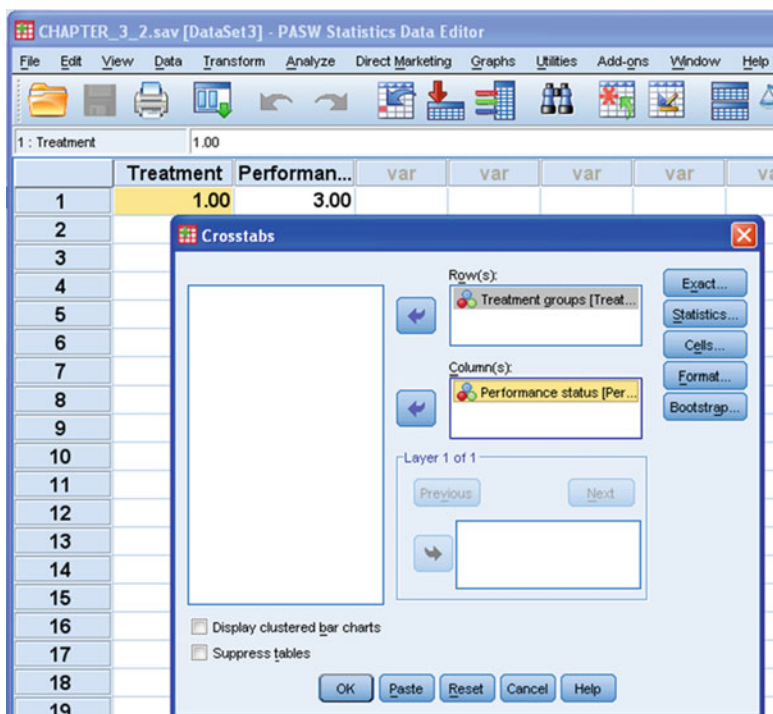 CHAPTER_3_2.sav [DataSet3] - PASW Statistics Data Editor
File Edit View Data Transform Analyze Direct Marketing Graphs Utilities Add-ons Window Help
1 : Treatment 1.00
Treatment Performan... var var var var va
1 1.00 3.00
2
Crosstabs
3
4
5
6
7
8
9
10
11
12
13
14
15
16
17
18
19
Row(s):
Treatment groups [Treat...
Column(s):
Performance status [Per...
Exact...
Statistics...
Cells...
Format...
Bootstrap...
Layer 1 of 1
Previous Next
Display clustered bar charts
Suppress tables
OK Paste Reset Cancel Help